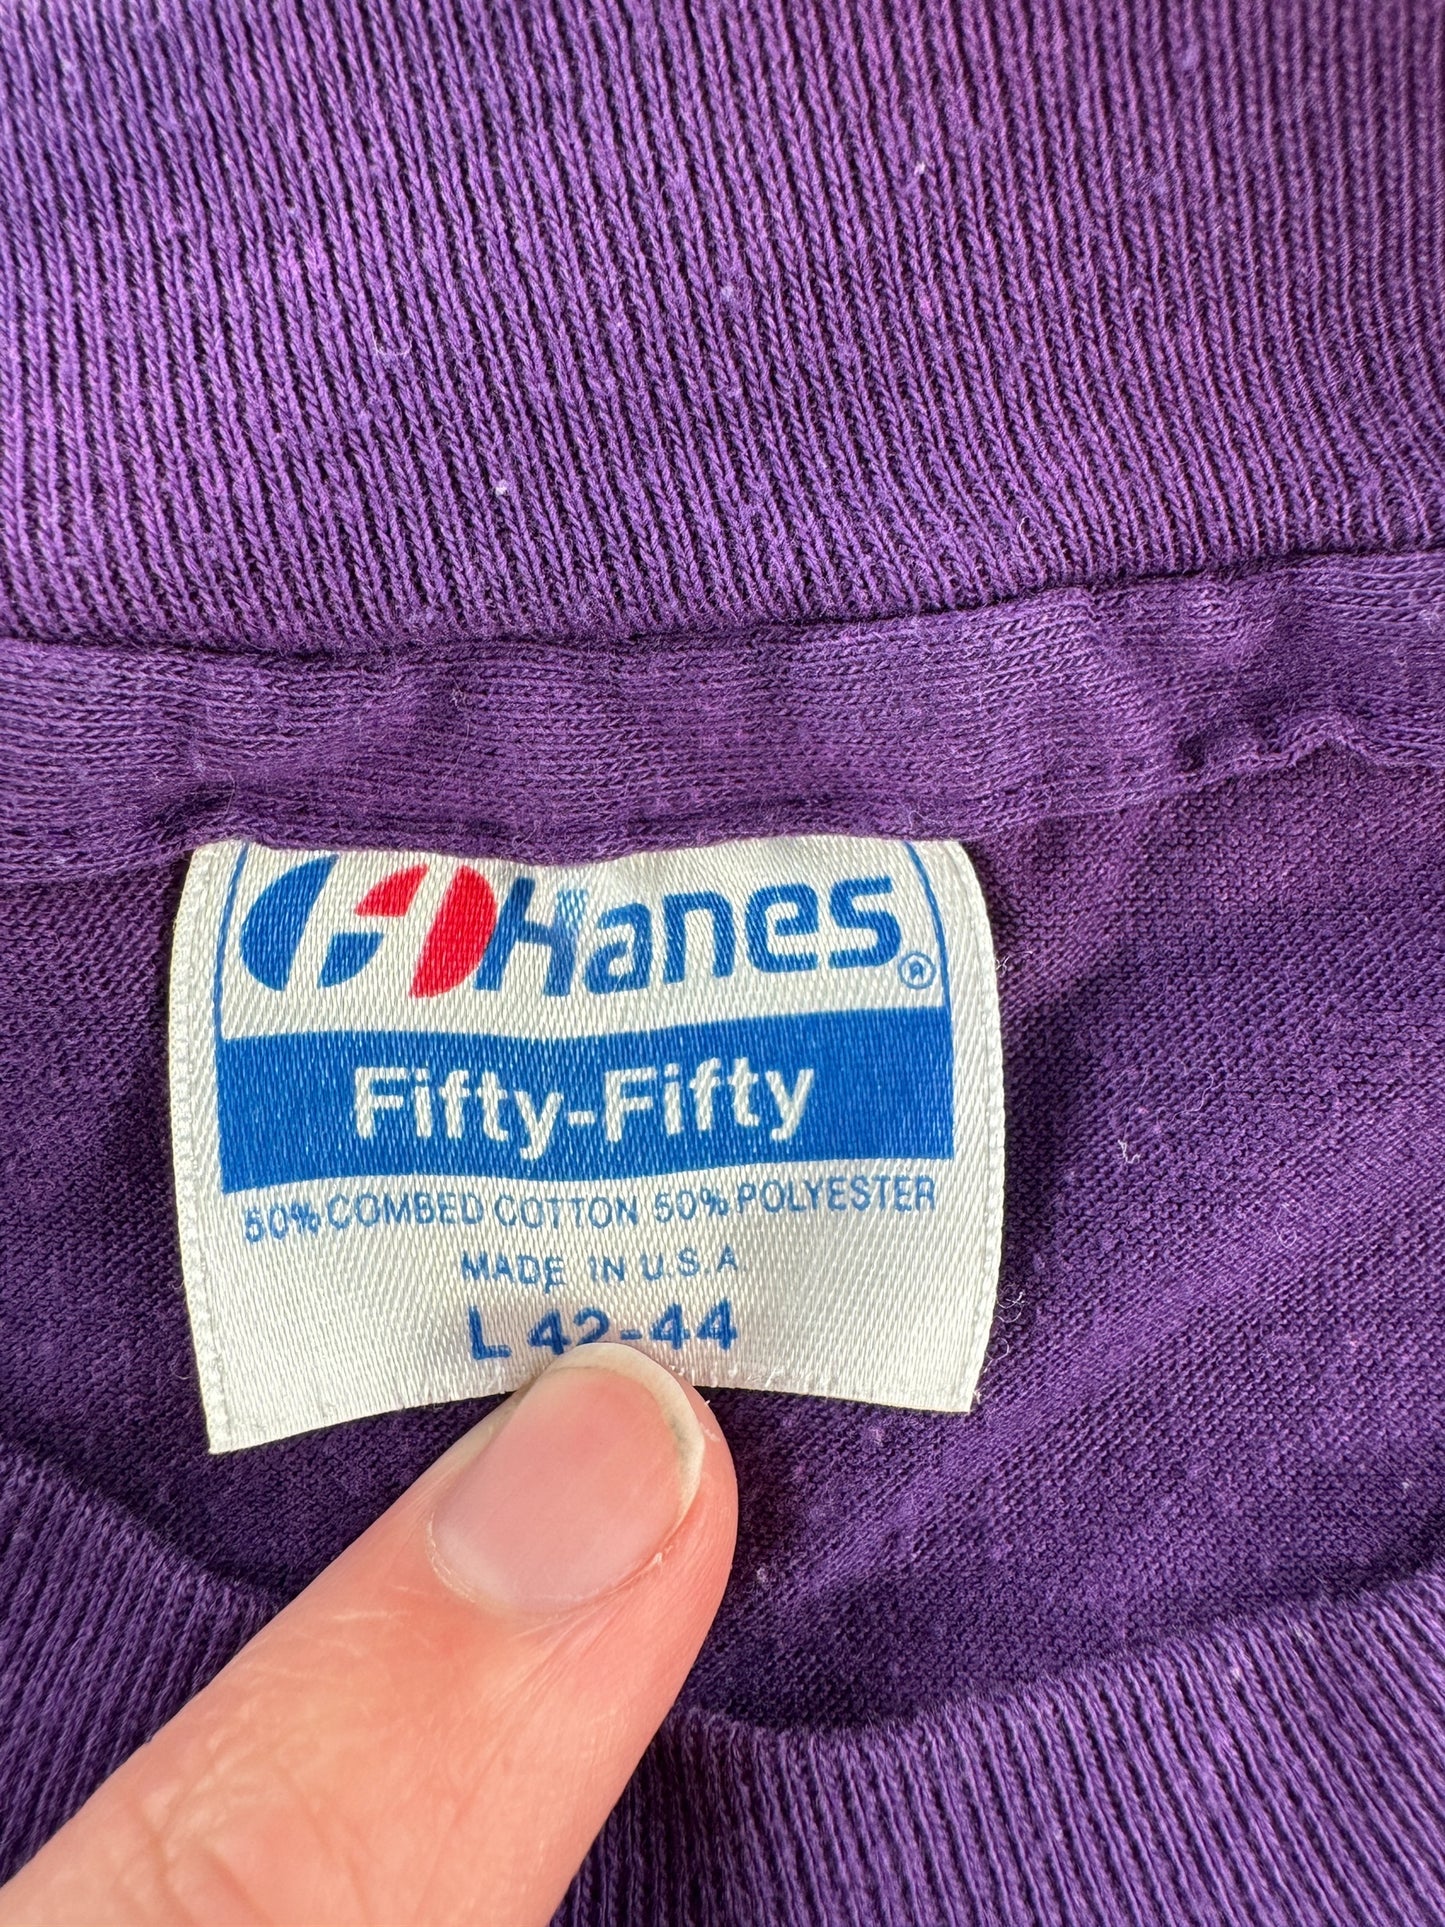 Hanes®
Fifty-Fifty
50% COMBED COTTON 50% POLYESTER
MADE IN U.S.A.
L 42-44